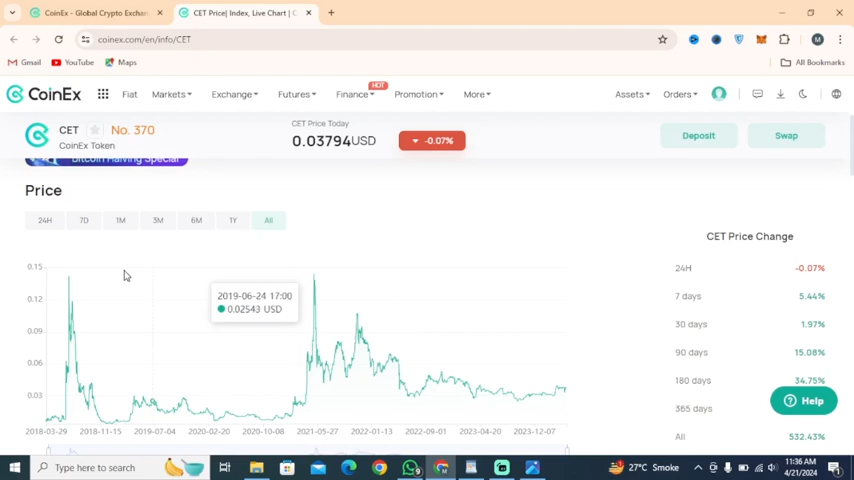 CoinEx - Global Crypto Exchan
CET Price| Index, Live Chart | C
coinex.com/en/info/CET
M
Gmail YouTube Maps All Bookmarks
CoinEx Fiat Markets Exchange Futures HOT Finance Promotion More Assets Orders
CET No. 370
CoinEx Token
CET Price Today
0.03794USD
-0.07%
Deposit Swap
Bitcoin Halving Special
Price
24H 7D 1M 3M 6M 1Y All
0.15
0.12
0.09
0.06
0.03
2019-06-24 17:00
0.02543 USD
2018-03-29 2018-11-15 2019-07-04 2020-02-20 2020-10-08 2021-05-27 2022-01-13 2022-09-01 2023-04-20 2023-12-07
CET Price Change
24H -0.07%
7 days 5.44%
30 days 1.97%
90 days 15.08%
180 days 34.75%
365 days
All 532.43%
Help
Type here to search
27°C Smoke
11:36 AM
4/21/2024